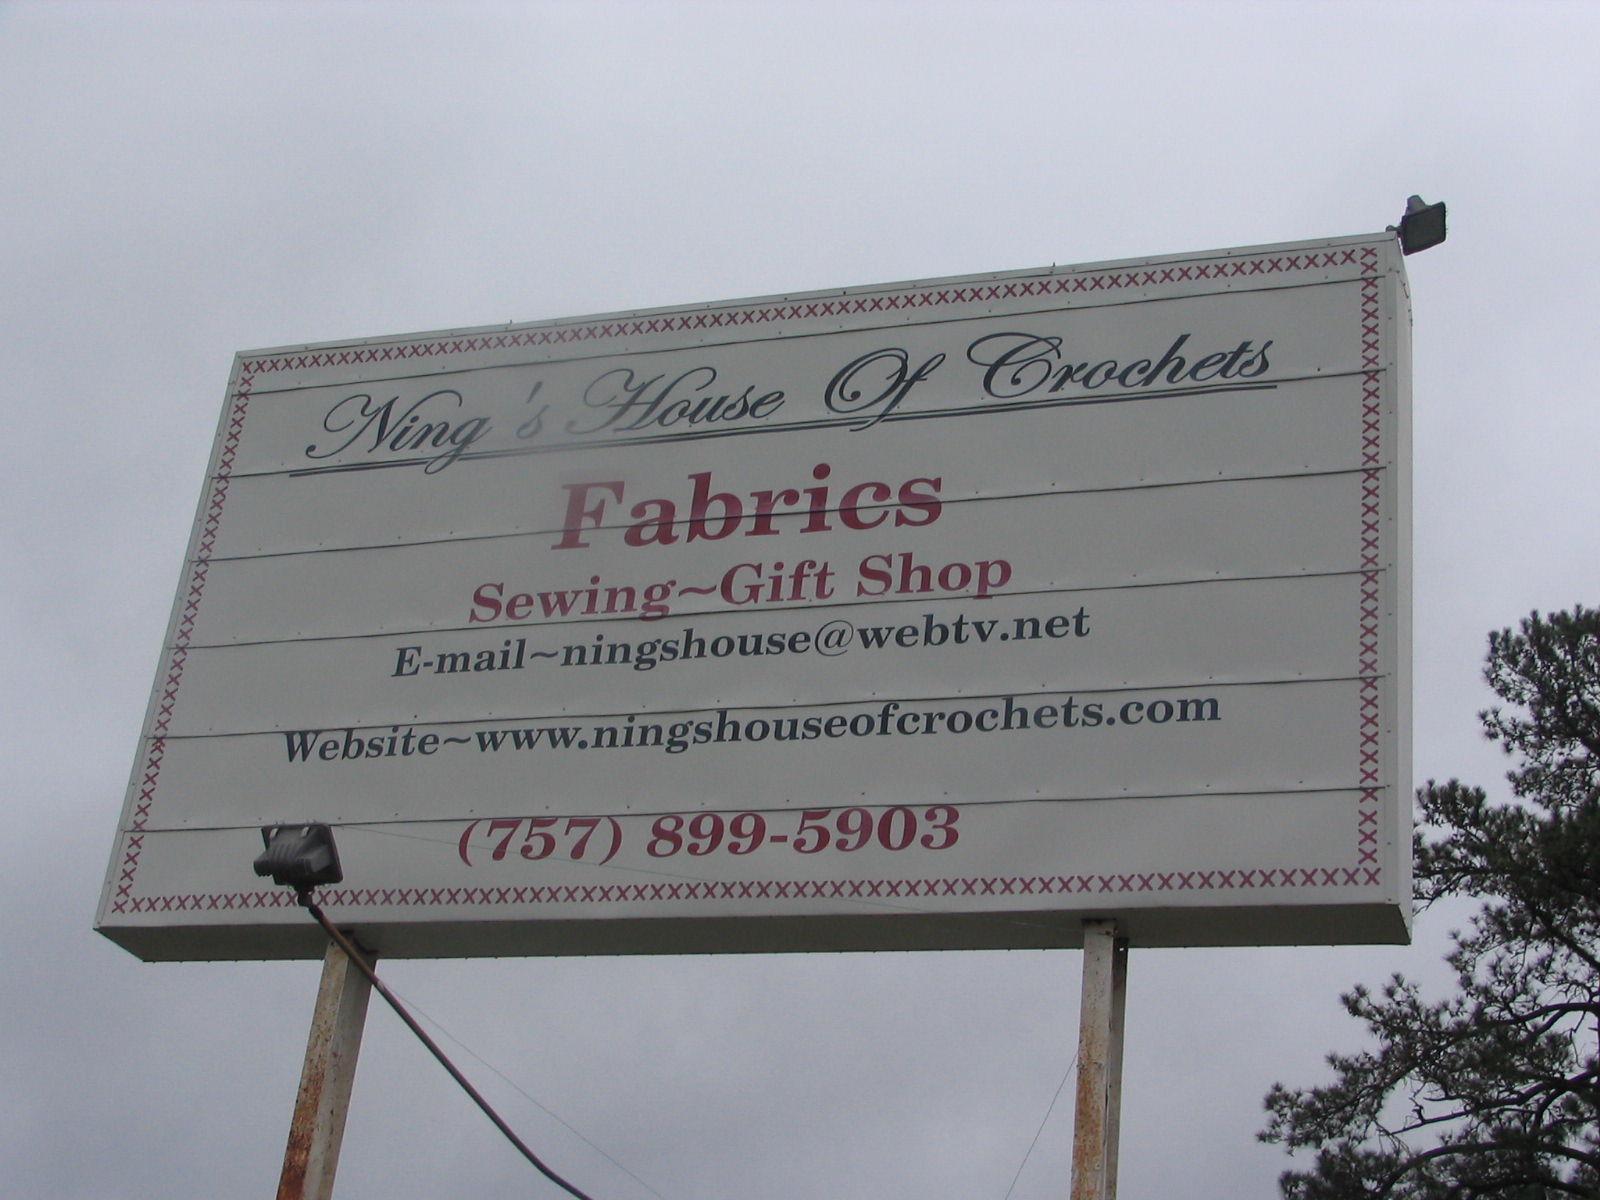 Ning's House Of Crochets
Fabrics
Sewing~Gift Shop
E-mail~ningshouse@webtv.net
Website~www.ningshouseofcrochets.com
(757) 899-5903